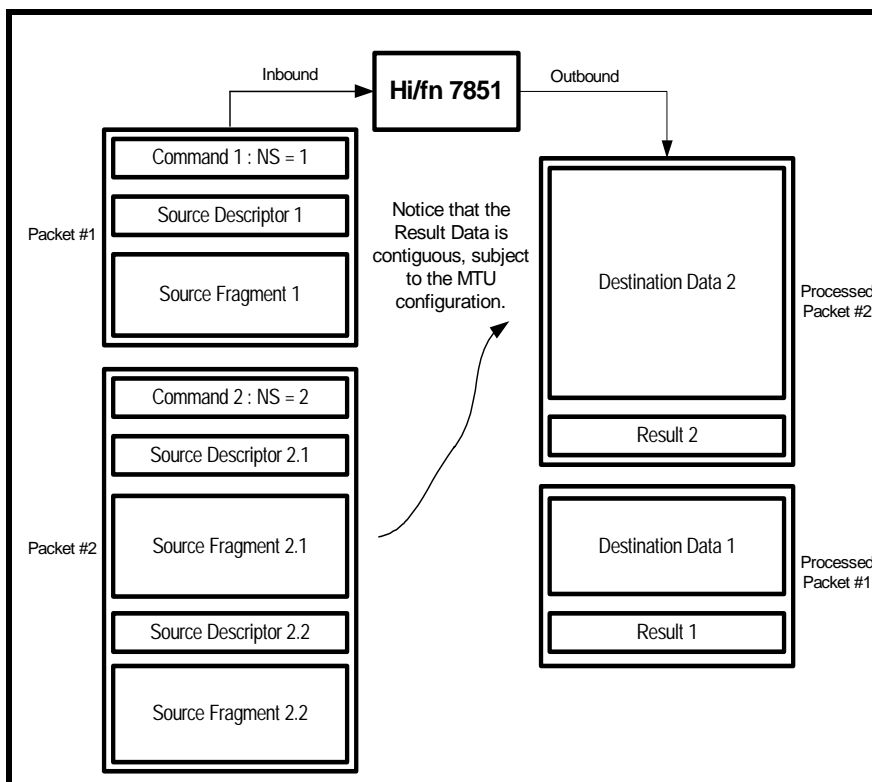 Inbound
Hi/fn 7851
Outbound
Packet #1
Command 1 : NS = 1
Source Descriptor 1
Source Fragment 1
Packet #2
Command 2 : NS = 2
Source Descriptor 2.1
Source Fragment 2.1
Source Descriptor 2.2
Source Fragment 2.2
Notice that the
Result Data is
contiguous, subject
to the MTU
configuration.
Destination Data 2
Result 2
Processed
Packet #2
Destination Data 1
Result 1
Processed
Packet #1